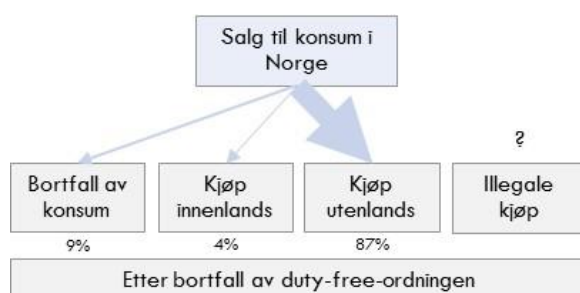 Salg til konsum i
Norge
?
Bortfall av
konsum
Kjøp
innenlands
Kjøp
utenlands
Illegale
kjøp
9%
4%
87%
Etter bortfall av duty-free-ordningen